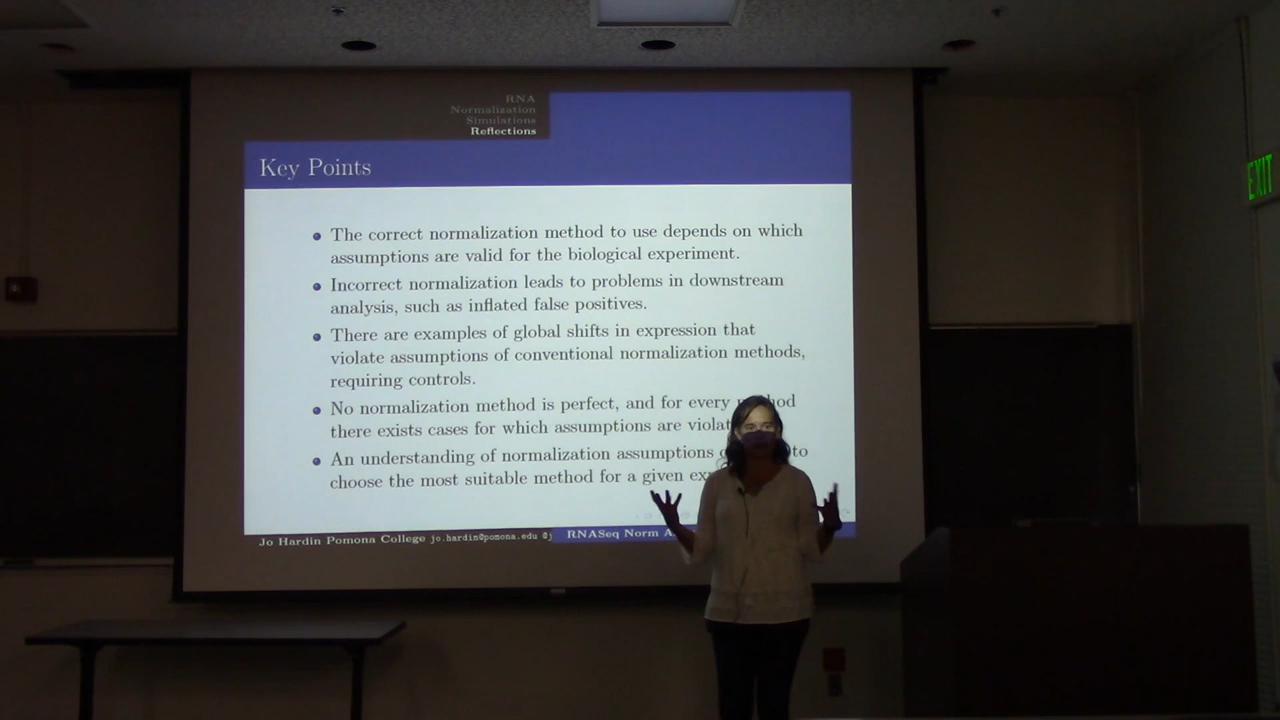 RNA
Normalization
Simulations
Reflections
Key Points
The correct normalization method to use depends on which
assumptions are valid for the biological experiment.
Incorrect normalization leads to problems in downstream
analysis, such as inflated false positives.
There are examples of global shifts in expression that
violate assumptions of conventional normalization methods,
requiring controls.
No normalization method is perfect, and for every
there exists cases for which assumptions are
An understanding of normalization assumptions to
choose the most suitable method for a given
Jo Hardin Pomona College jo.hardin@pomona.edu
RNASeq Norm
EXIT